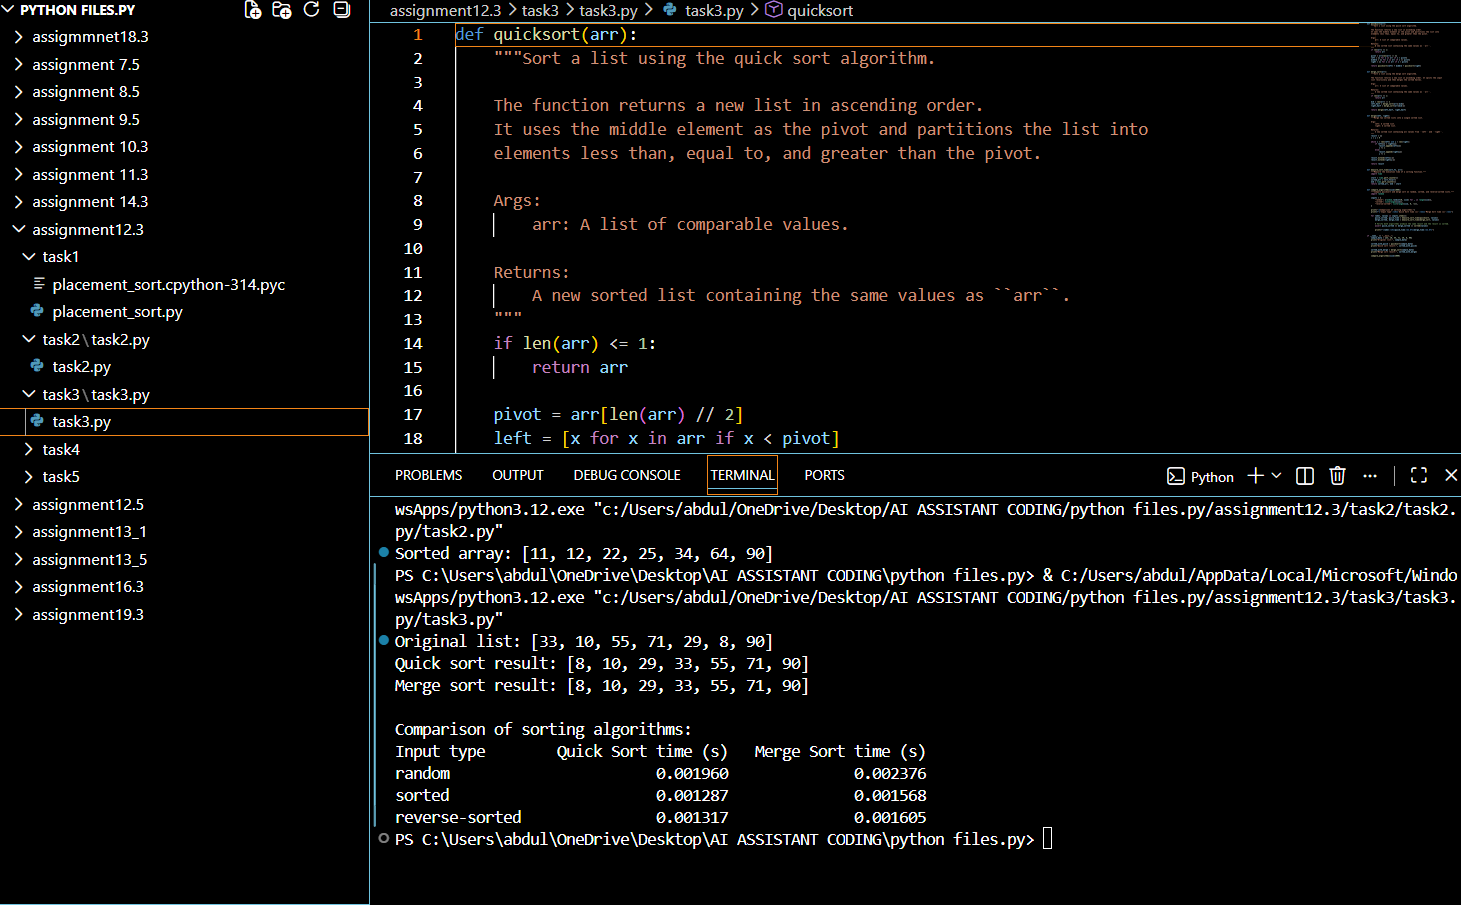 PYTHON FILES.PY
assigmmnet18.3
assignment 7.5
assignment 8.5
assignment 9.5
assignment 10.3
assignment 11.3
assignment 14.3
assignment12.3
task1
placement_sort.cpython-314.pyc
placement_sort.py
task2\task2.py
task2.py
task3\task3.py
task3.py
task4
task5
assignment12.5
assignment13_1
assignment13_5
assignment16.3
assignment19.3
assignment12.3 > task3 > task3.py > task3.py > quicksort
1 def quicksort(arr):
2 """Sort a list using the quick sort algorithm.
3
4 The function returns a new list in ascending order.
5 It uses the middle element as the pivot and partitions the list into
6 elements less than, equal to, and greater than the pivot.
7
8 Args:
9 arr: A list of comparable values.
10
11 Returns:
12 A new sorted list containing the same values as ``arr``.
13 """
14 if len(arr) <= 1:
15 return arr
16
17 pivot = arr[len(arr) // 2]
18 left = [x for x in arr if x < pivot]
PROBLEMS OUTPUT DEBUG CONSOLE TERMINAL PORTS Python
wsApps/python3.12.exe "c:/Users/abdul/OneDrive/Desktop/AI ASSISTANT CODING/python files.py/assignment12.3/task2/task2.
py/task2.py"
Sorted array: [11, 12, 22, 25, 34, 64, 90]
PS C:\Users\abdul\OneDrive\Desktop\AI ASSISTANT CODING\python files.py> & C:/Users/abdul/AppData/Local/Microsoft/Windo
wsApps/python3.12.exe "c:/Users/abdul/OneDrive/Desktop/AI ASSISTANT CODING/python files.py/assignment12.3/task3/task3.
py/task3.py"
Original list: [33, 10, 55, 71, 29, 8, 90]
Quick sort result: [8, 10, 29, 33, 55, 71, 90]
Merge sort result: [8, 10, 29, 33, 55, 71, 90]

Comparison of sorting algorithms:
Input type Quick Sort time (s) Merge Sort time (s)
random 0.001960 0.002376
sorted 0.001287 0.001568
reverse-sorted 0.001317 0.001605
PS C:\Users\abdul\OneDrive\Desktop\AI ASSISTANT CODING\python files.py>